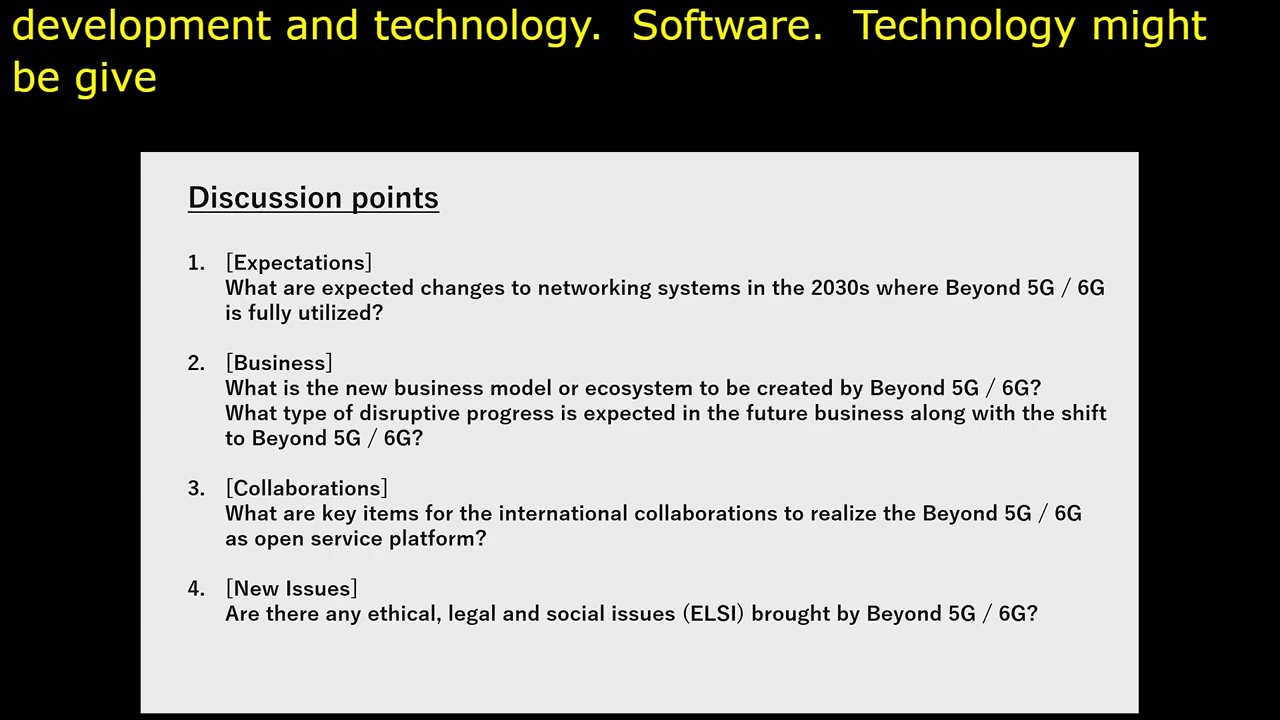 development and technology.  Software.  Technology might
be give
Discussion points
1. [Expectations]
What are expected changes to networking systems in the 2030s where Beyond 5G / 6G
is fully utilized?
2. [Business]
What is the new business model or ecosystem to be created by Beyond 5G / 6G?
What type of disruptive progress is expected in the future business along with the shift
to Beyond 5G / 6G?
3. [Collaborations]
What are key items for the international collaborations to realize the Beyond 5G / 6G
as open service platform?
4. [New Issues]
Are there any ethical, legal and social issues (ELSI) brought by Beyond 5G / 6G?